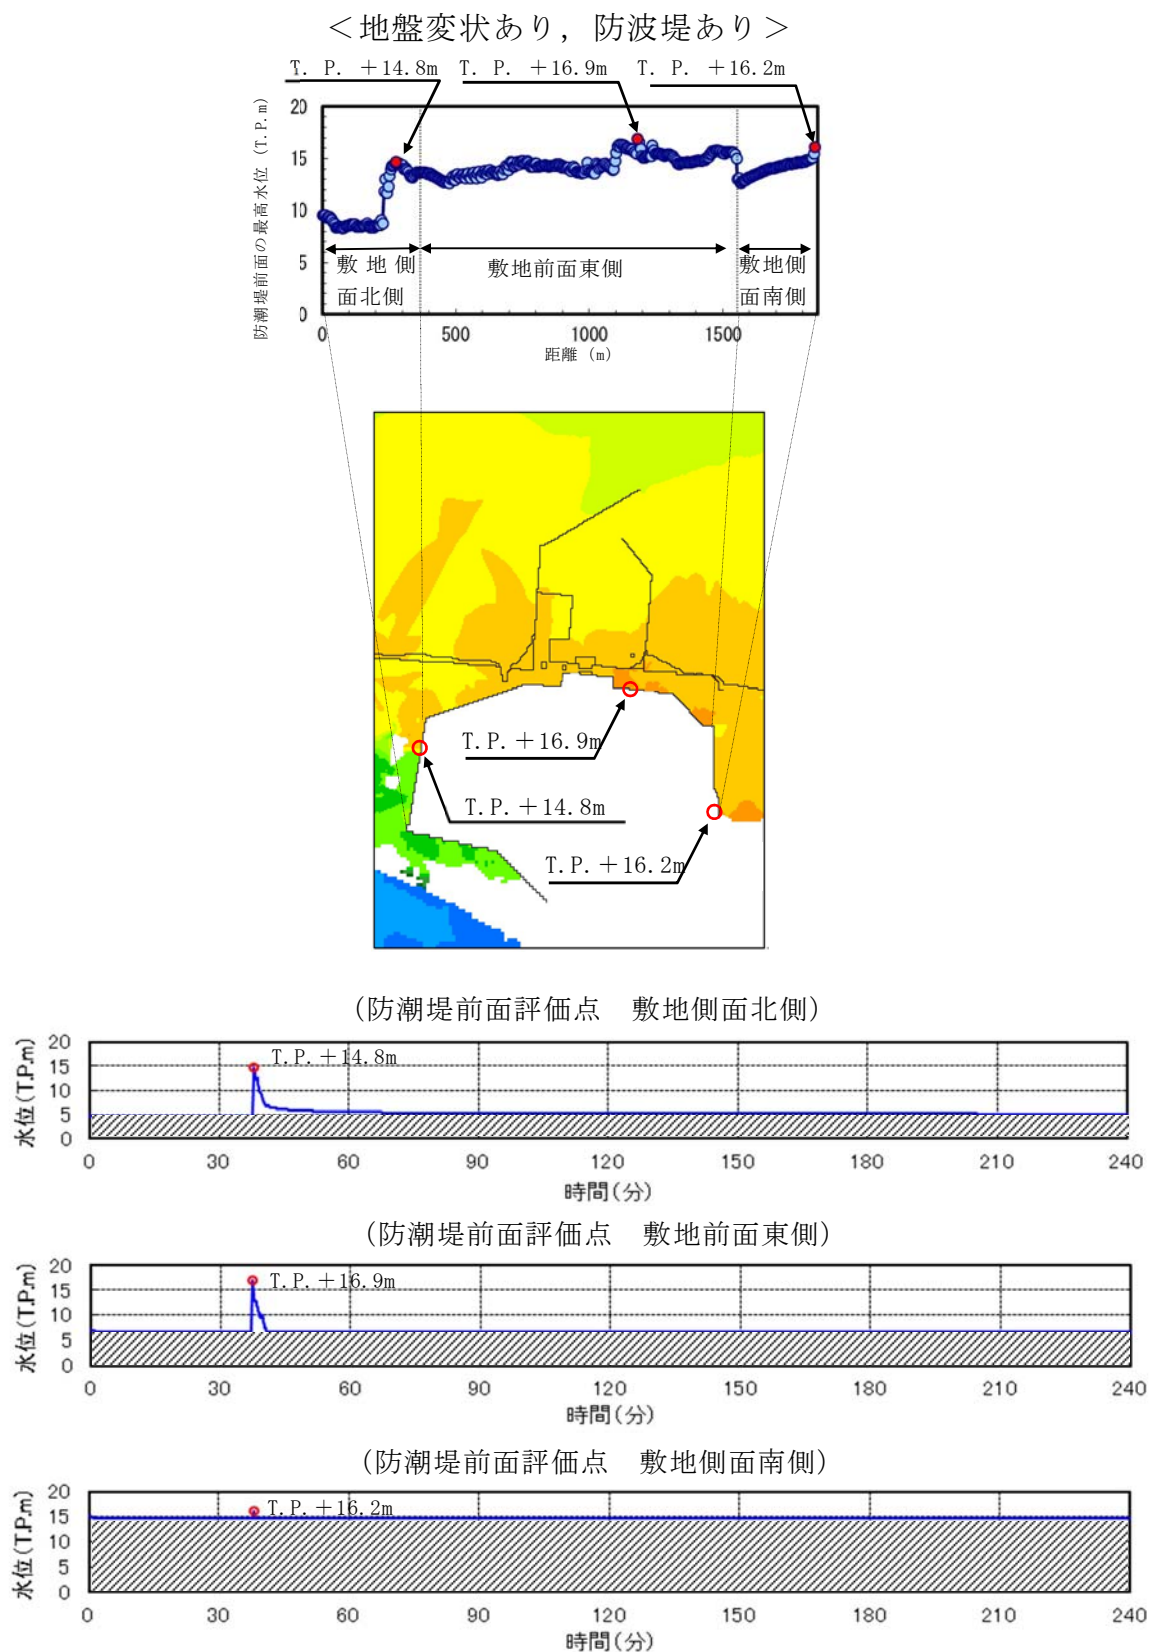 ＜地盤変状あり，防波堤あり＞
T. P. ＋14.8m
T. P. ＋16.9m
T. P. ＋16.2m
防潮堤前面の最高水位 (T.P.m)
20
15
10
5
0
敷地側
面北側
敷地前面東側
敷地側
面南側
0
500
1000
1500
距離 (m)
T.P.＋16.9m
T.P.＋14.8m
T.P.＋16.2m
(防潮堤前面評価点　敷地側面北側)
水位(T.P.m)
20
15
10
5
0
T.P.＋14.8m
0 30 60 90 120 150 180 210 240
時間(分)
(防潮堤前面評価点　敷地前面東側)
水位(T.P.m)
20
15
10
5
0
T.P.＋16.9m
0 30 60 90 120 150 180 210 240
時間(分)
(防潮堤前面評価点　敷地側面南側)
水位(T.P.m)
20
15
10
5
0
T.P.＋16.2m
0 30 60 90 120 150 180 210 240
時間(分)